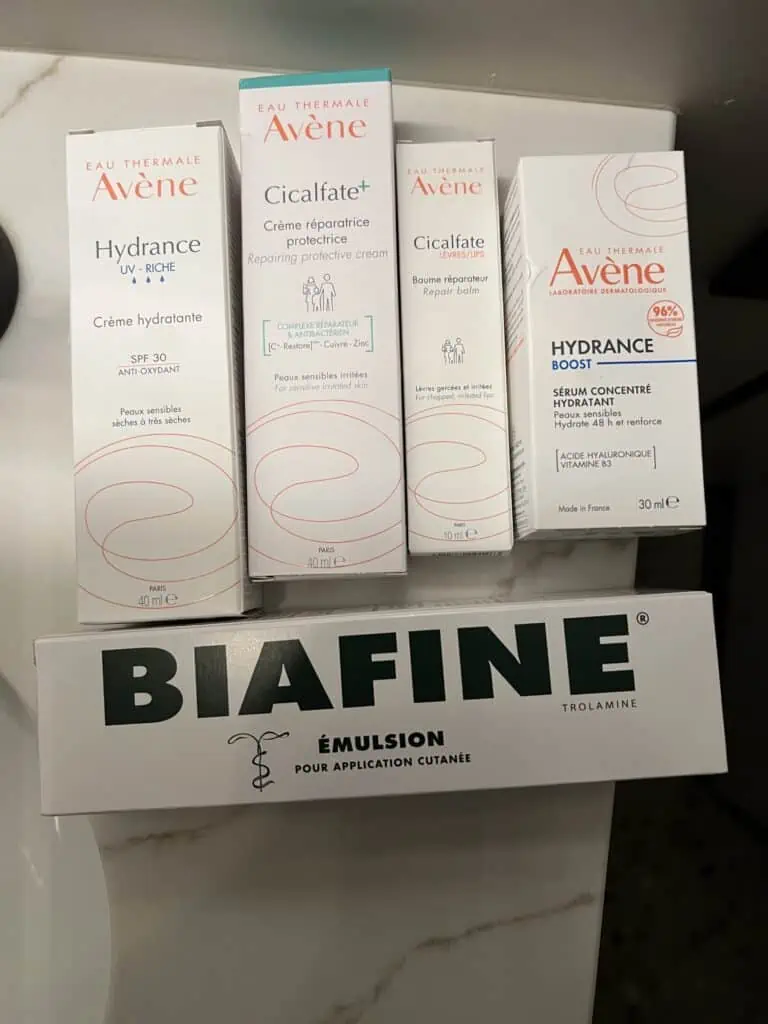 EAU THERMALE
Avène
Hydrance
UV - RICHE
Crème hydratante
SPF 30
ANTI-OXYDANT
Peaux sensibles
sèches à très sèches
PARIS
40 ml ℮
EAU THERMALE
Avène
Cicalfate+
Crème réparatrice
protectrice
Repairing protective cream
COMPLEXE RÉPARATEUR
& ANTIBACTÉRIEN
[C+-Restore]™ - Cuivre - Zinc
Peaux sensibles irritées
For sensitive irritated skin
PARIS
40 ml ℮
EAU THERMALE
Avène
Cicalfate
LÈVRES/LIPS
Baume réparateur
Repair balm
Lèvres gercées et irritées
For chapped, irritated lips
PARIS
10 ml ℮
EAU THERMALE
Avène
LABORATOIRE DERMATOLOGIQUE
96%
HYDRANCE
BOOST
SÉRUM CONCENTRÉ
HYDRATANT
Peaux sensibles
Hydrate 48 h et renforce
ACIDE HYALURONIQUE
VITAMINE B3
Made in France
30 ml ℮
BIAFINE®
TROLAMINE
ÉMULSION
POUR APPLICATION CUTANÉE